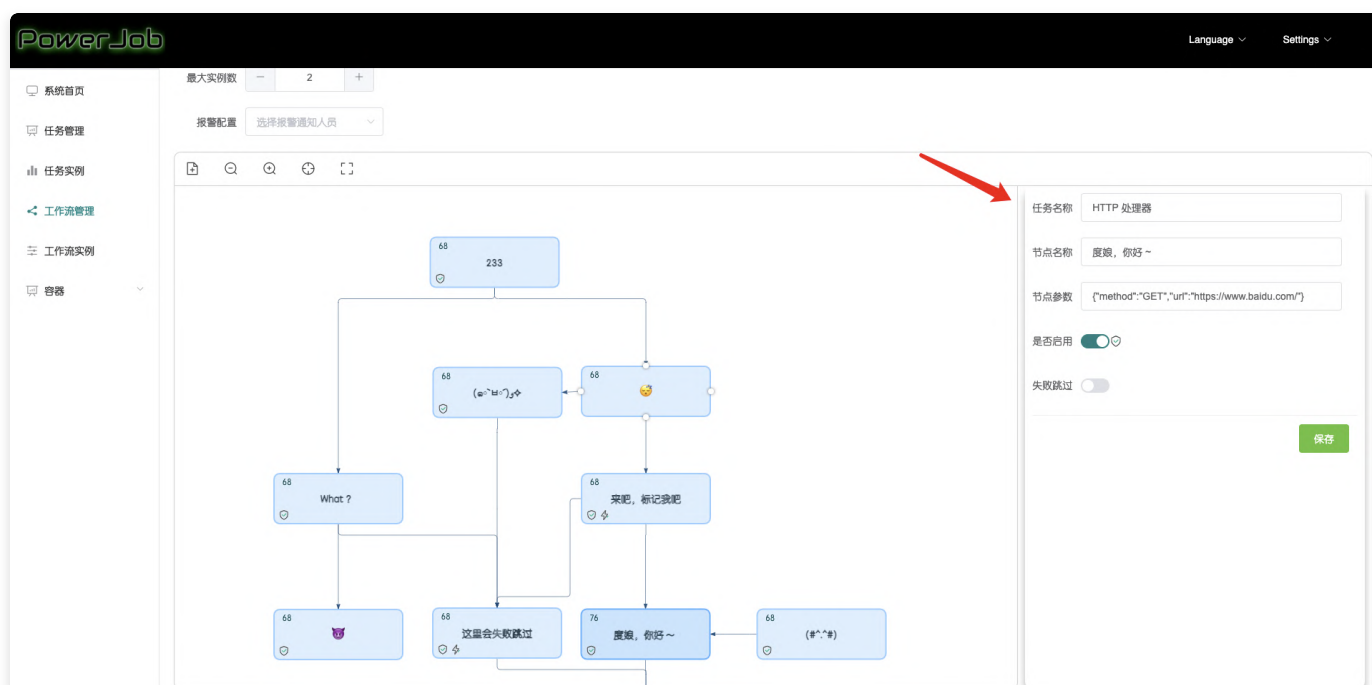 PowerJob
Language
Settings
系统首页
任务管理
任务实例
工作流管理
工作流实例
容器
最大实例数
2
报警配置
选择报警通知人员
68
233
68
(๑•̀ㅂ•́)و✧
68
😴
68
What ?
68
来吧，标记我吧
68
😈
68
这里会失败跳过
76
度娘，你好～
68
(#^.^#)
任务名称
HTTP 处理器
节点名称
度娘，你好～
节点参数
{"method":"GET","url":"https://www.baidu.com/"}
是否启用
失败跳过
保存